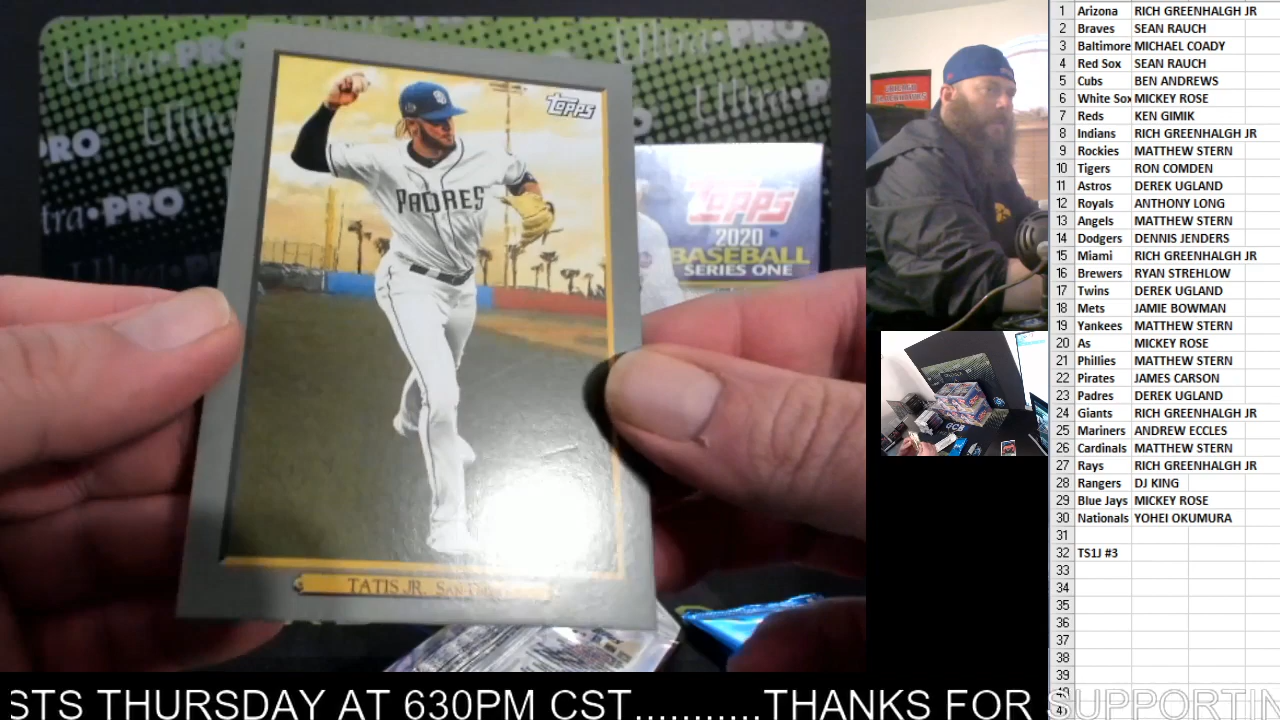 Ultra•PRO
Ultra•PRO
PRO
tra•PRO
Topps
PADRES
TATIS JR.
Topps
2020
BASEBALL
SERIES ONE
1 Arizona RICH GREENHALGH JR
2 Braves SEAN RAUCH
3 Baltimore MICHAEL COADY
4 Red Sox SEAN RAUCH
5 Cubs BEN ANDREWS
6 White Sox MICKEY ROSE
7 Reds KEN GIMIK
8 Indians RICH GREENHALGH JR
9 Rockies MATTHEW STERN
10 Tigers RON COMDEN
11 Astros DEREK UGLAND
12 Royals ANTHONY LONG
13 Angels MATTHEW STERN
14 Dodgers DENNIS JENDERS
15 Miami RICH GREENHALGH JR
16 Brewers RYAN STREHLOW
17 Twins DEREK UGLAND
18 Mets JAMIE BOWMAN
19 Yankees MATTHEW STERN
20 As MICKEY ROSE
21 Phillies MATTHEW STERN
22 Pirates JAMES CARSON
23 Padres DEREK UGLAND
24 Giants RICH GREENHALGH JR
25 Mariners ANDREW ECCLES
26 Cardinals MATTHEW STERN
27 Rays RICH GREENHALGH JR
28 Rangers DJ KING
29 Blue Jays MICKEY ROSE
30 Nationals YOHEI OKUMURA
31
32 TS1J #3
33
34
35
36
37
38
39
STS THURSDAY AT 630PM CST...........THANKS FOR SUPPORTIN